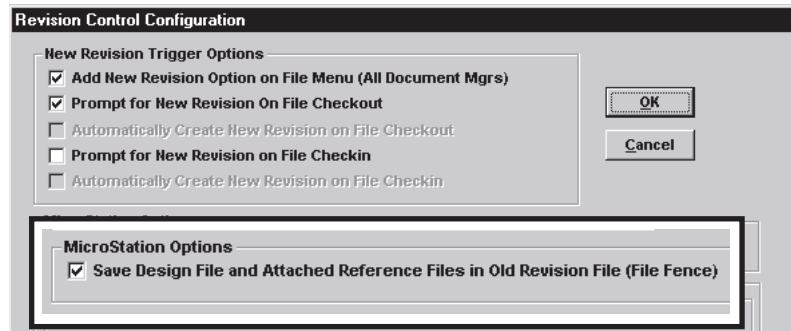 Revision Control Configuration
New Revision Trigger Options
Add New Revision Option on File Menu (All Document Mgrs)
Prompt for New Revision On File Checkout
Automatically Create New Revision on File Checkout
Prompt for New Revision on File Checkin
Automatically Create New Revision on File Checkin
OK
Cancel
MicroStation Options
Save Design File and Attached Reference Files in Old Revision File (File Fence)